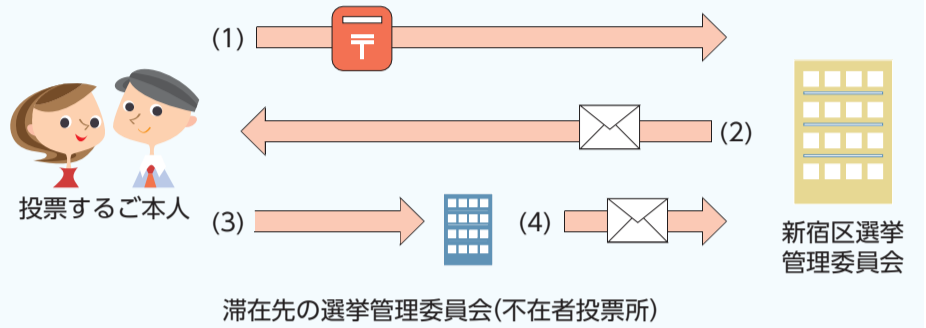 (1)
〒
(2)
投票するご本人
(3)
(4)
新宿区選挙
管理委員会
滞在先の選挙管理委員会(不在者投票所)